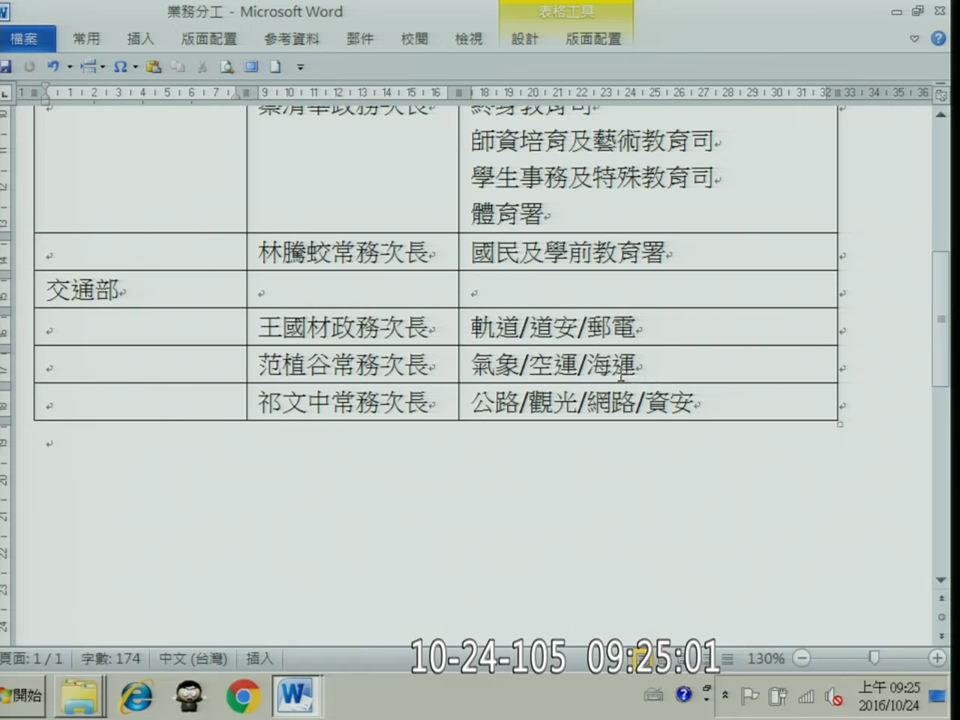 業務分工 - Microsoft Word
表格工具
檔案 常用 插入 版面配置 參考資料 郵件 校閱 檢視 設計 版面配置
終身教育司
師資培育及藝術教育司
學生事務及特殊教育司
體育署
林騰蛟常務次長 國民及學前教育署
交通部
王國材政務次長 軌道/道安/郵電
范植谷常務次長 氣象/空運/海運
祁文中常務次長 公路/觀光/網路/資安
10-24-105 09:25:01
頁面: 1 / 1 字數: 174 中文 (台灣) 插入 130%
開始 上午 09:25
2016/10/24